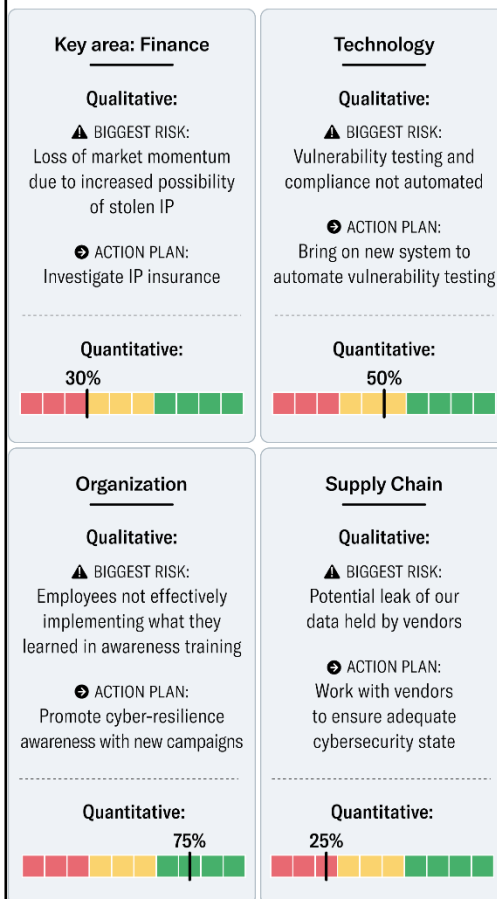 Key area: Finance
Qualitative:
BIGGEST RISK:
Loss of market momentum
due to increased possibility
of stolen IP
ACTION PLAN:
Investigate IP insurance
Quantitative:
30%
Technology
Qualitative:
BIGGEST RISK:
Vulnerability testing and
compliance not automated
ACTION PLAN:
Bring on new system to
automate vulnerability testing
Quantitative:
50%
Organization
Qualitative:
BIGGEST RISK:
Employees not effectively
implementing what they
learned in awareness training
ACTION PLAN:
Promote cyber-resilience
awareness with new campaigns
Quantitative:
75%
Supply Chain
Qualitative:
BIGGEST RISK:
Potential leak of our
data held by vendors
ACTION PLAN:
Work with vendors
to ensure adequate
cybersecurity state
Quantitative:
25%